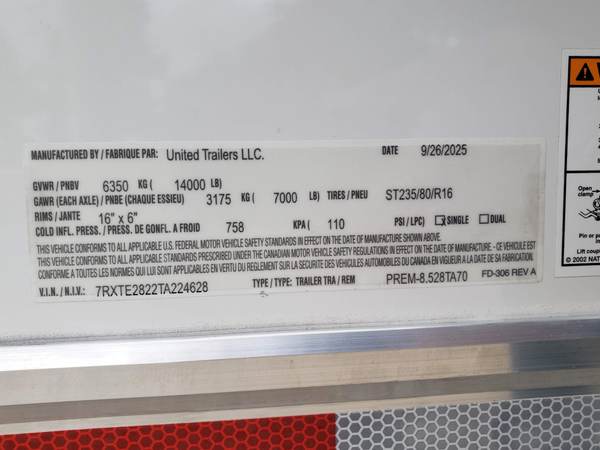 MANUFACTURED BY / FABRIQUE PAR: United Trailers LLC. DATE 9/26/2025
GVWR / PNBV 6350 KG ( 14000 LB)
GAWR (EACH AXLE) / PNBE (CHAQUE ESSIEU) 3175 KG ( 7000 LB) TIRES / PNEU ST235/80/R16
RIMS / JANTE 16" x 6"
COLD INFL. PRESS. / PRESS. DE GONFL. A FROID 758 KPA ( 110 PSI / LPC) SINGLE DUAL
THIS VEHICLE CONFORMS TO ALL APPLICABLE U.S. FEDERAL MOTOR VEHICLE SAFETY STANDARDS IN EFFECT ON THE DATE OF MANUFACTURE SHOWN ABOVE.
THIS VEHICLE CONFORMS TO ALL APPLICABLE STANDARDS PRESCRIBED UNDER THE CANADIAN MOTOR VEHICLE SAFETY REGULATIONS IN EFFECT ON THE DATE OF MANUFACTURE - CE VEHICULE EST
CONFORME A TOUTES LES NORMES QUI LUI SONT APPLICABLES EN VERTU DU REGLEMENT SUR LA SECURITE DES VEHICULES AUTOMOBILES DU CANADA EN VIGUEUR A LA DATE DE SA FABRICATION.
V.I.N. / N.I.V.: 7RXTE2822TA224628 TYPE / TYPE: TRAILER TRA / REM PREM-8.528TA70 FD-306 REV A
Open
clamp
Pin or
© 2002 NAT